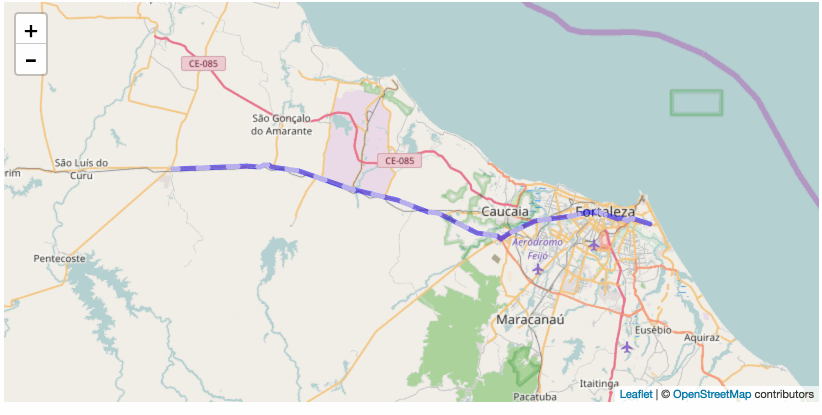 +
-
CE-085
São Gonçalo
do Amarante
CE-085
São Luís do
Curu
rim
Caucaia
Fortaleza
Aeródromo
Feijó
Pentecoste
Maracanaú
Eusébio
Aquiraz
Itaitinga
Pacatuba
Leaflet | © OpenStreetMap contributors